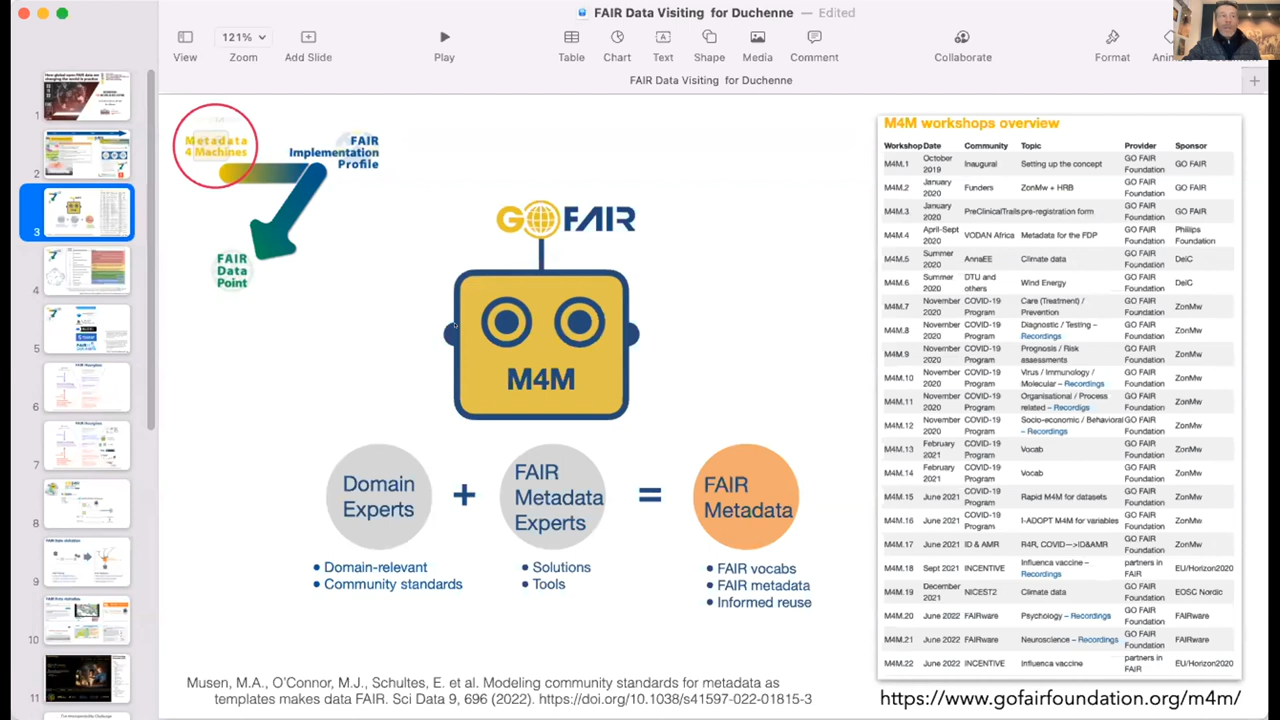 FAIR Data Visiting for Duchenne — Edited
View
121%
Zoom
Add Slide
Play
Table
Chart
Text
Shape
Media
Comment
Collaborate
Format
FAIR Data Visiting for Duchenne
1
2
3
4
5
6
7
8
9
10
11
Metadata
4 Machines
FAIR
Implementation
Profile
FAIR
Data
Point
GO FAIR
M4M
Domain
Experts
+
FAIR
Metadata
Experts
=
FAIR
Metadata
• Domain-relevant
• Community standards
• Solutions
• Tools
• FAIR vocabs
• FAIR metadata
• Informed reuse
Musen, M.A., O'Connor, M.J., Schultes, E. et al. Modeling community standards for metadata as
templates makes data FAIR. Sci Data 9, 696 (2022). https://doi.org/10.1038/s41597-022-01815-3
M4M workshops overview
Workshop Date Community Topic Provider Sponsor
M4M.1 October 2019 Inaugural Setting up the concept GO FAIR Foundation GO FAIR
M4M.2 January 2020 Funders ZonMw + HRB GO FAIR Foundation GO FAIR
M4M.3 January 2020 PreClinicalTrails pre-registration form GO FAIR Foundation GO FAIR
M4M.4 April-Sept 2020 VODAN Africa Metadata for the FDP GO FAIR Foundation Philips Foundation
M4M.5 Summer 2020 AnnaEE Climate data GO FAIR Foundation DeiC
M4M.6 Summer 2020 DTU and others Wind Energy GO FAIR Foundation DeiC
M4M.7 November 2020 COVID-19 Program Care (Treatment) / Prevention GO FAIR Foundation ZonMw
M4M.8 November 2020 COVID-19 Program Diagnostic / Testing – Recordings GO FAIR Foundation ZonMw
M4M.9 November 2020 COVID-19 Program Prognosis / Risk assessments GO FAIR Foundation ZonMw
M4M.10 November 2020 COVID-19 Program Virus / Immunology / Molecular – Recordings GO FAIR Foundation ZonMw
M4M.11 November 2020 COVID-19 Program Organisational / Process related – Recordigs GO FAIR Foundation ZonMw
M4M.12 November 2020 COVID-19 Program Socio-economic / Behavioral – Recordings GO FAIR Foundation ZonMw
M4M.13 February 2021 COVID-19 Program Vocab GO FAIR Foundation ZonMw
M4M.14 February 2021 COVID-19 Program Vocab GO FAIR Foundation ZonMw
M4M.15 June 2021 COVID-19 Program Rapid M4M for datasets GO FAIR Foundation ZonMw
M4M.16 June 2021 COVID-19 Program I-ADOPT M4M for variables GO FAIR Foundation ZonMw
M4M.17 June 2021 ID & AMR R4R, COVID—>ID&AMR GO FAIR Foundation ZonMw
M4M.18 Sept 2021 INCENTIVE Influenca vaccine – Recordings partners in FAIR EU/Horizon2020
M4M.19 December 2021 NICEST2 Climate data GO FAIR Foundation EOSC Nordic
M4M.20 June 2022 FAIRware Psychology – Recordings GO FAIR Foundation FAIRware
M4M.21 June 2022 FAIRware Neuroscience – Recordings GO FAIR Foundation FAIRware
M4M.22 June 2022 INCENTIVE Influenca vaccine partners in FAIR EU/Horizon2020
https://www.gofairfoundation.org/m4m/